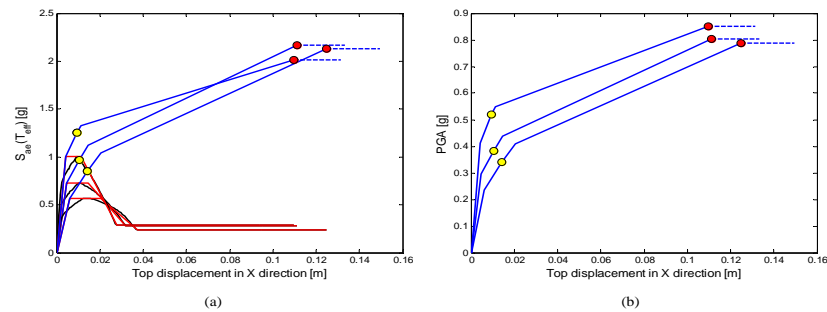 2.5
2
1.5
1
0.5
0
S_ae(T_eff) [g]
0 0.02 0.04 0.06 0.08 0.1 0.12 0.14 0.16
Top displacement in X direction [m]
(a)
0.9
0.8
0.7
0.6
0.5
0.4
0.3
0.2
0.1
0
PGA [g]
0 0.02 0.04 0.06 0.08 0.1 0.12 0.14 0.16
Top displacement in X direction [m]
(b)